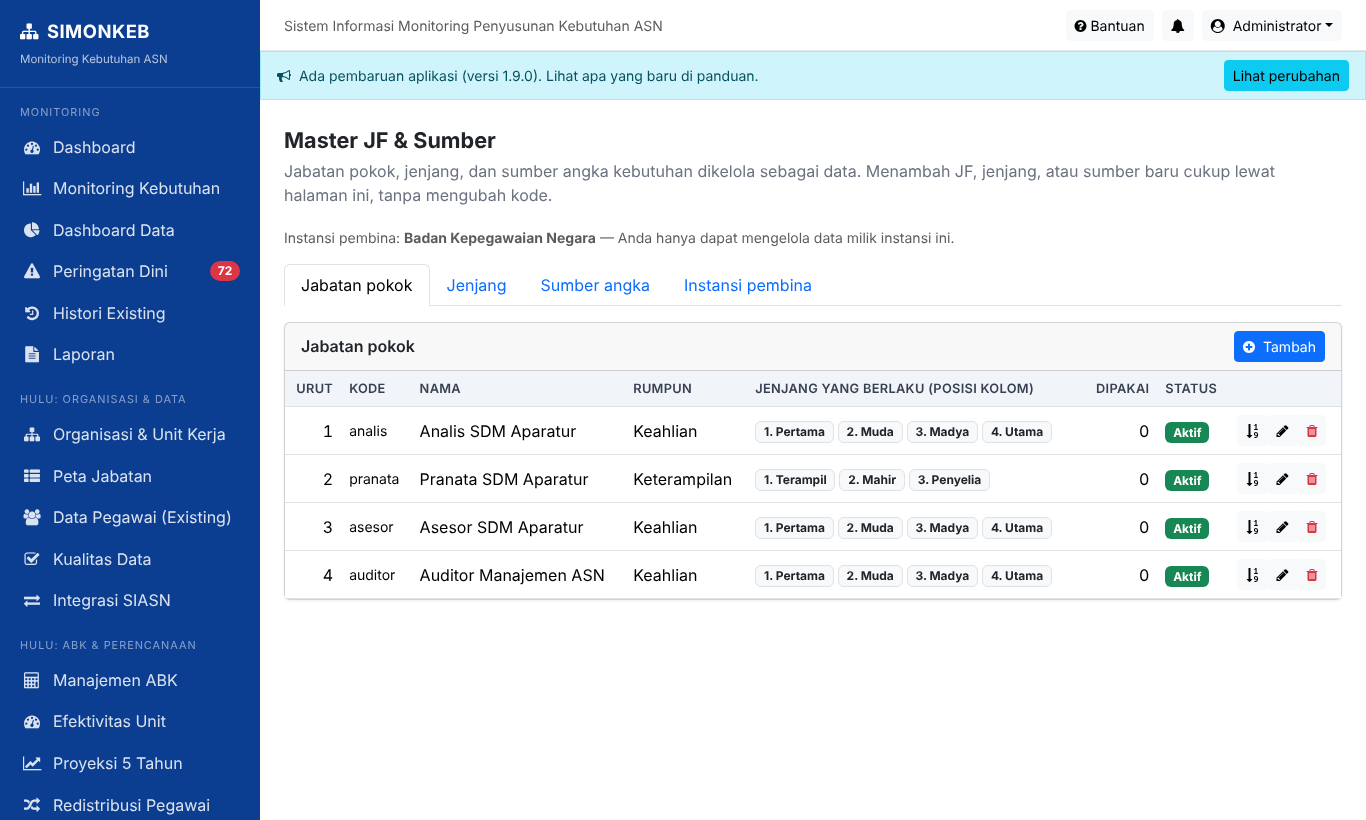 SIMONKEB
Monitoring Kebutuhan ASN
MONITORING
Dashboard
Monitoring Kebutuhan
Dashboard Data
Peringatan Dini 72
Histori Existing
Laporan
HULU: ORGANISASI & DATA
Organisasi & Unit Kerja
Peta Jabatan
Data Pegawai (Existing)
Kualitas Data
Integrasi SIASN
HULU: ABK & PERENCANAAN
Manajemen ABK
Efektivitas Unit
Proyeksi 5 Tahun
Redistribusi Pegawai
Sistem Informasi Monitoring Penyusunan Kebutuhan ASN Bantuan Administrator
Ada pembaruan aplikasi (versi 1.9.0). Lihat apa yang baru di panduan. Lihat perubahan
Master JF & Sumber
Jabatan pokok, jenjang, dan sumber angka kebutuhan dikelola sebagai data. Menambah JF, jenjang, atau sumber baru cukup lewat
halaman ini, tanpa mengubah kode.
Instansi pembina: Badan Kepegawaian Negara — Anda hanya dapat mengelola data milik instansi ini.
Jabatan pokok Jenjang Sumber angka Instansi pembina
Jabatan pokok Tambah
URUT KODE NAMA RUMPUN JENJANG YANG BERLAKU (POSISI KOLOM) DIPAKAI STATUS
1 analis Analis SDM Aparatur Keahlian 1. Pertama 2. Muda 3. Madya 4. Utama 0 Aktif
2 pranata Pranata SDM Aparatur Keterampilan 1. Terampil 2. Mahir 3. Penyelia 0 Aktif
3 asesor Asesor SDM Aparatur Keahlian 1. Pertama 2. Muda 3. Madya 4. Utama 0 Aktif
4 auditor Auditor Manajemen ASN Keahlian 1. Pertama 2. Muda 3. Madya 4. Utama 0 Aktif